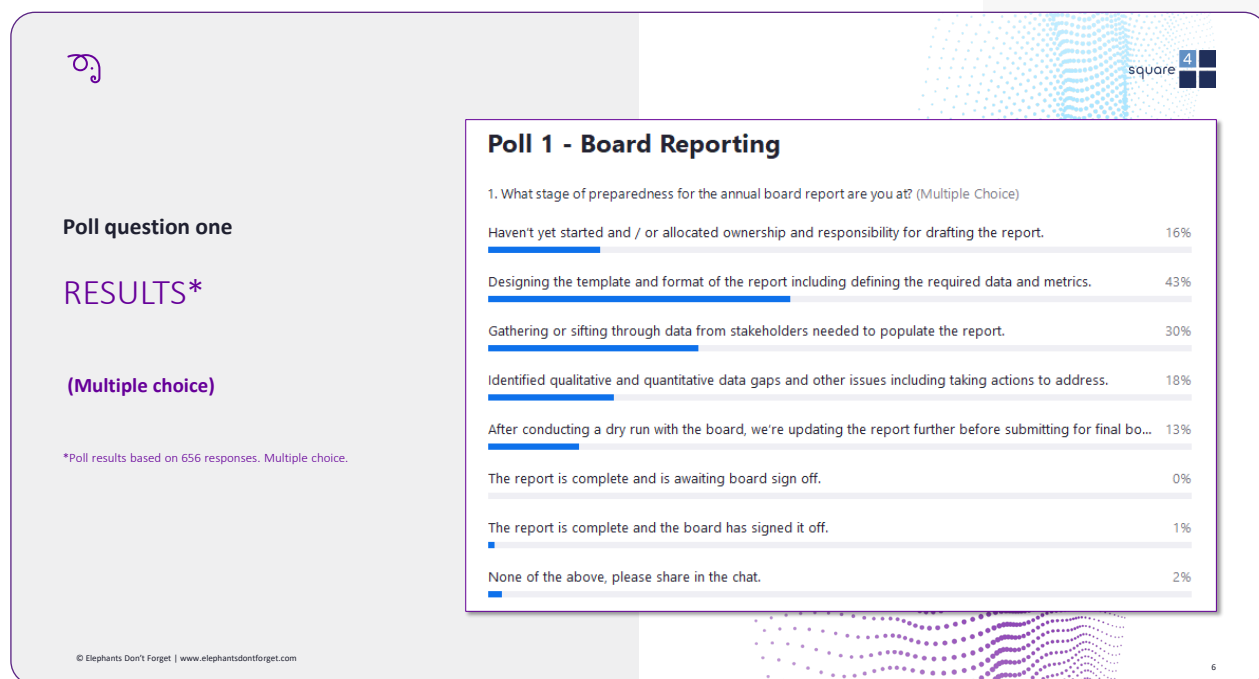 square 4
Poll question one
RESULTS*
(Multiple choice)
*Poll results based on 656 responses. Multiple choice.
Poll 1 - Board Reporting
1. What stage of preparedness for the annual board report are you at? (Multiple Choice)
Haven't yet started and / or allocated ownership and responsibility for drafting the report. 16%
Designing the template and format of the report including defining the required data and metrics. 43%
Gathering or sifting through data from stakeholders needed to populate the report. 30%
Identified qualitative and quantitative data gaps and other issues including taking actions to address. 18%
After conducting a dry run with the board, we're updating the report further before submitting for final bo... 13%
The report is complete and is awaiting board sign off. 0%
The report is complete and the board has signed it off. 1%
None of the above, please share in the chat. 2%
© Elephants Don't Forget | www.elephantsdontforget.com
6